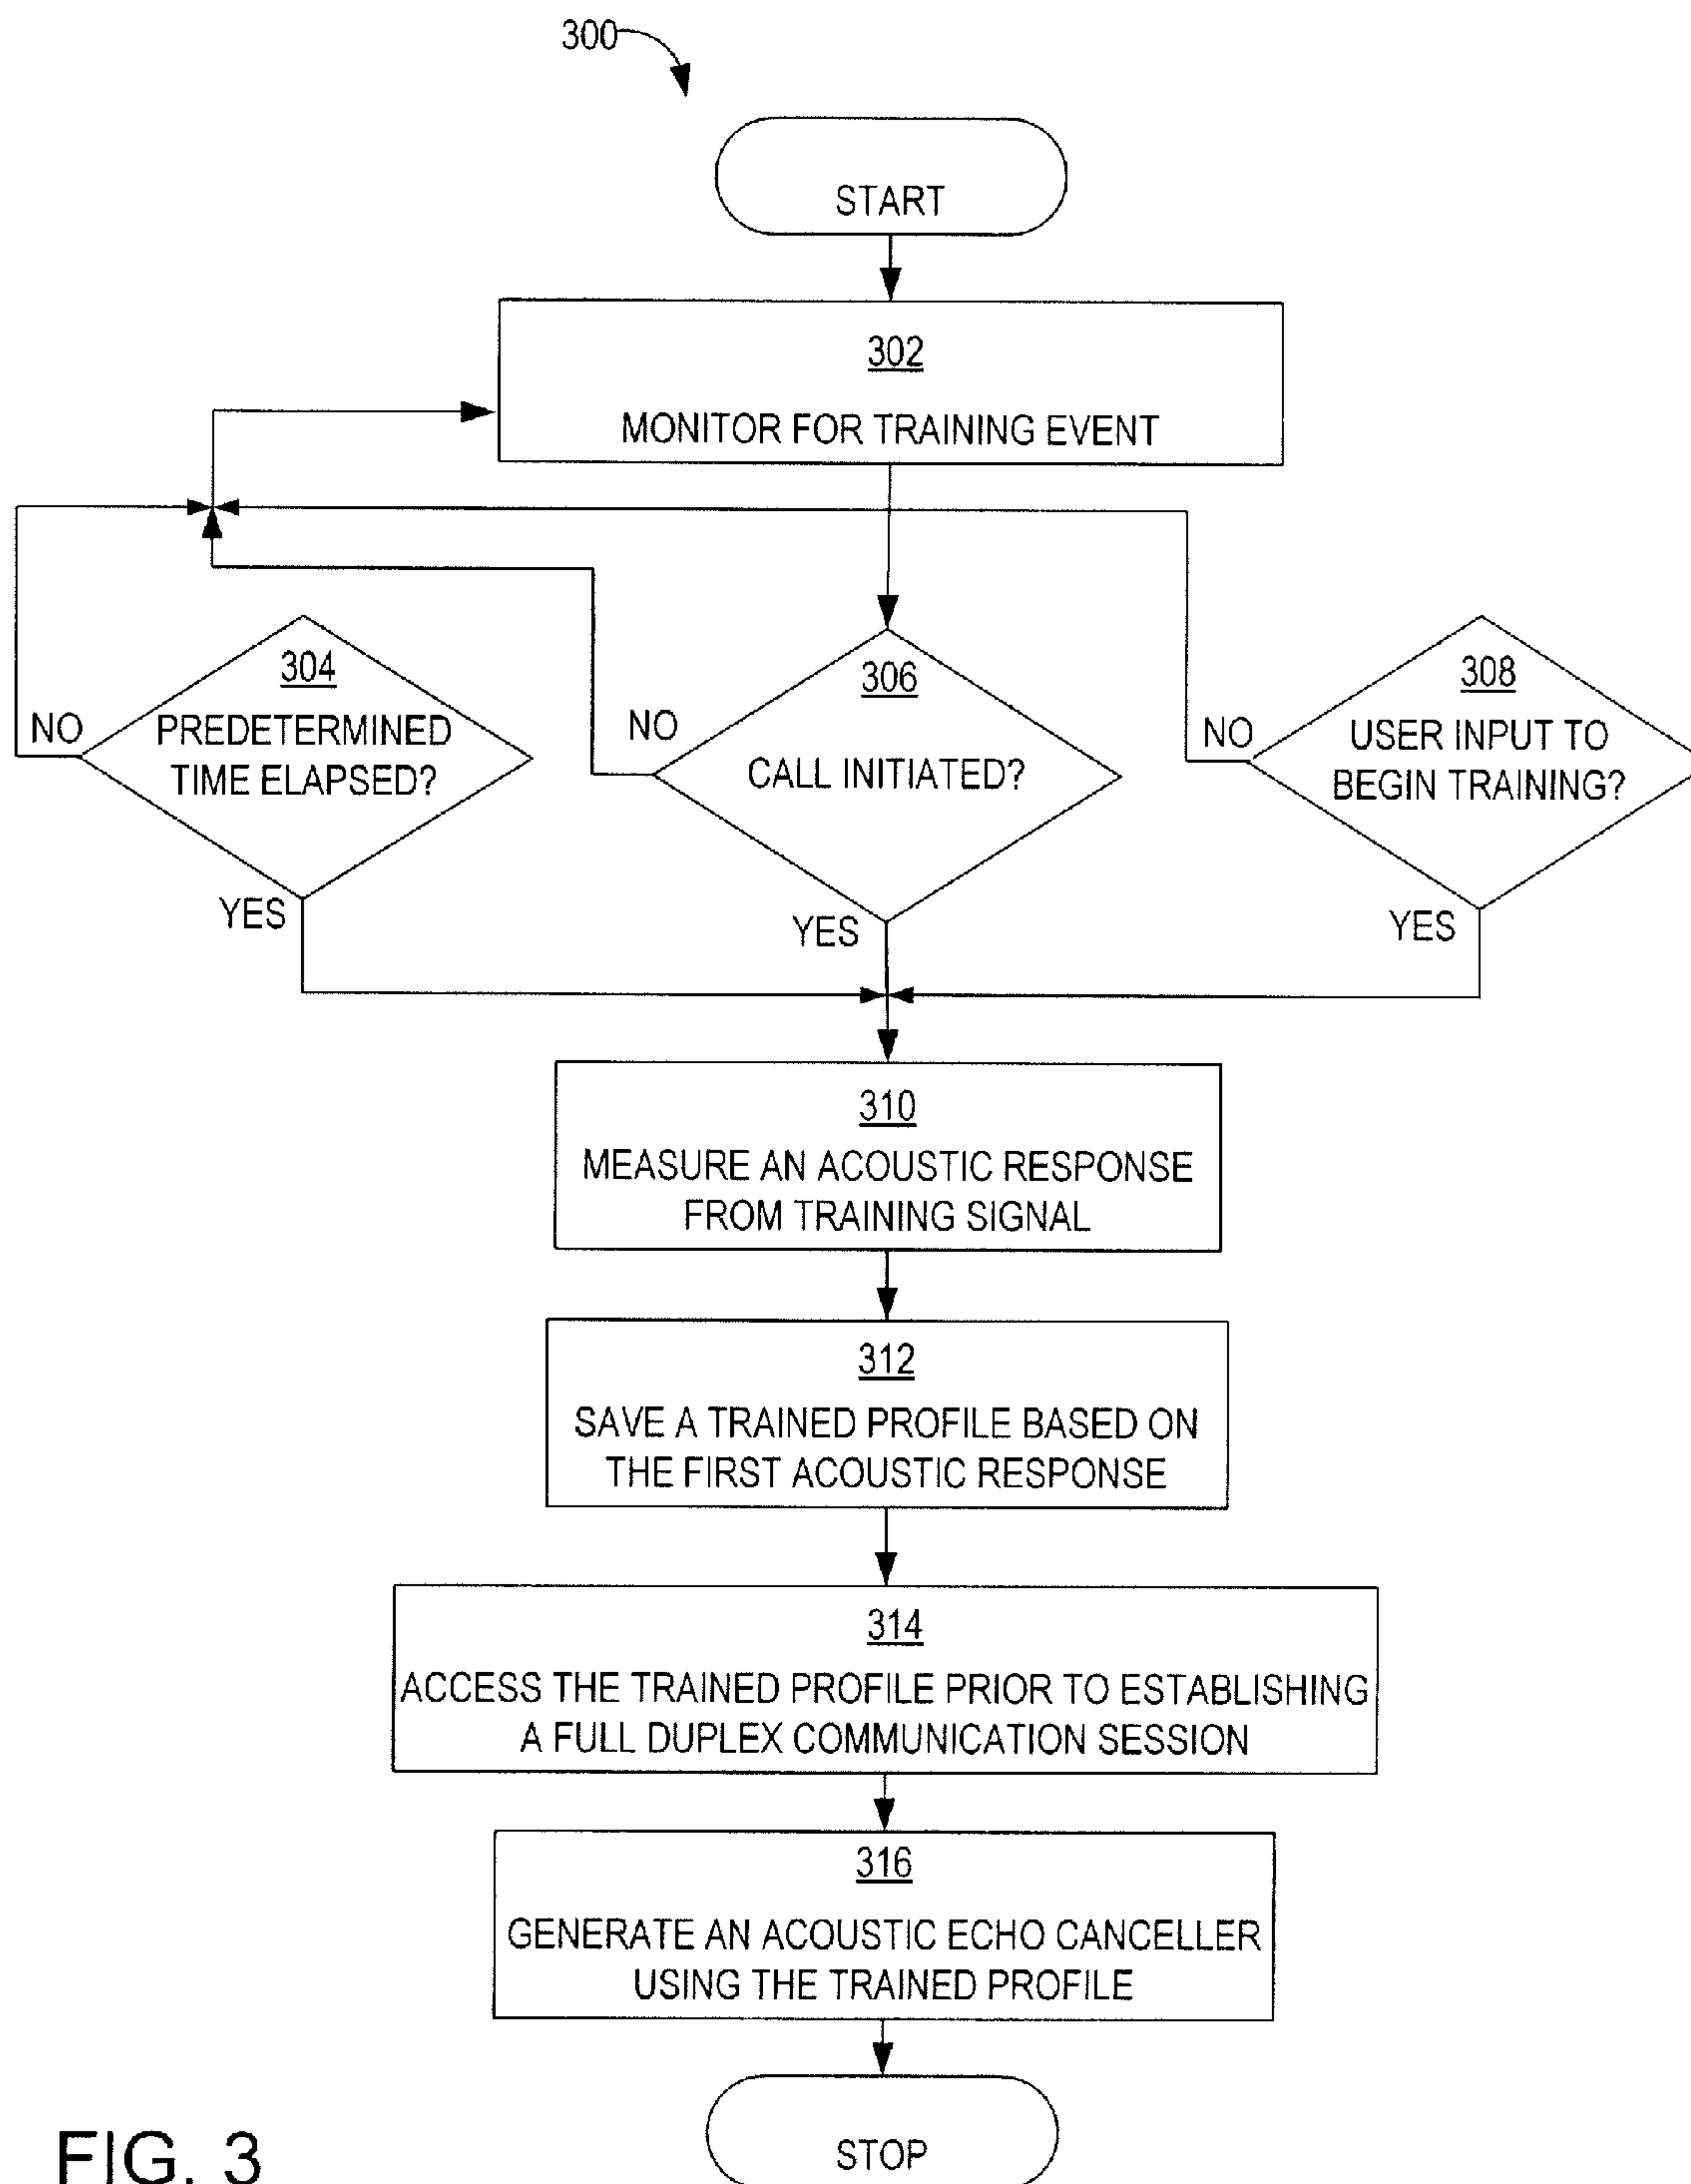 300
START
302
MONITOR FOR TRAINING EVENT
304
PREDETERMINED
TIME ELAPSED?
NO
YES
306
CALL INITIATED?
NO
YES
308
USER INPUT TO
BEGIN TRAINING?
NO
YES
310
MEASURE AN ACOUSTIC RESPONSE
FROM TRAINING SIGNAL
312
SAVE A TRAINED PROFILE BASED ON
THE FIRST ACOUSTIC RESPONSE
314
ACCESS THE TRAINED PROFILE PRIOR TO ESTABLISHING
A FULL DUPLEX COMMUNICATION SESSION
316
GENERATE AN ACOUSTIC ECHO CANCELLER
USING THE TRAINED PROFILE
STOP
FIG. 3